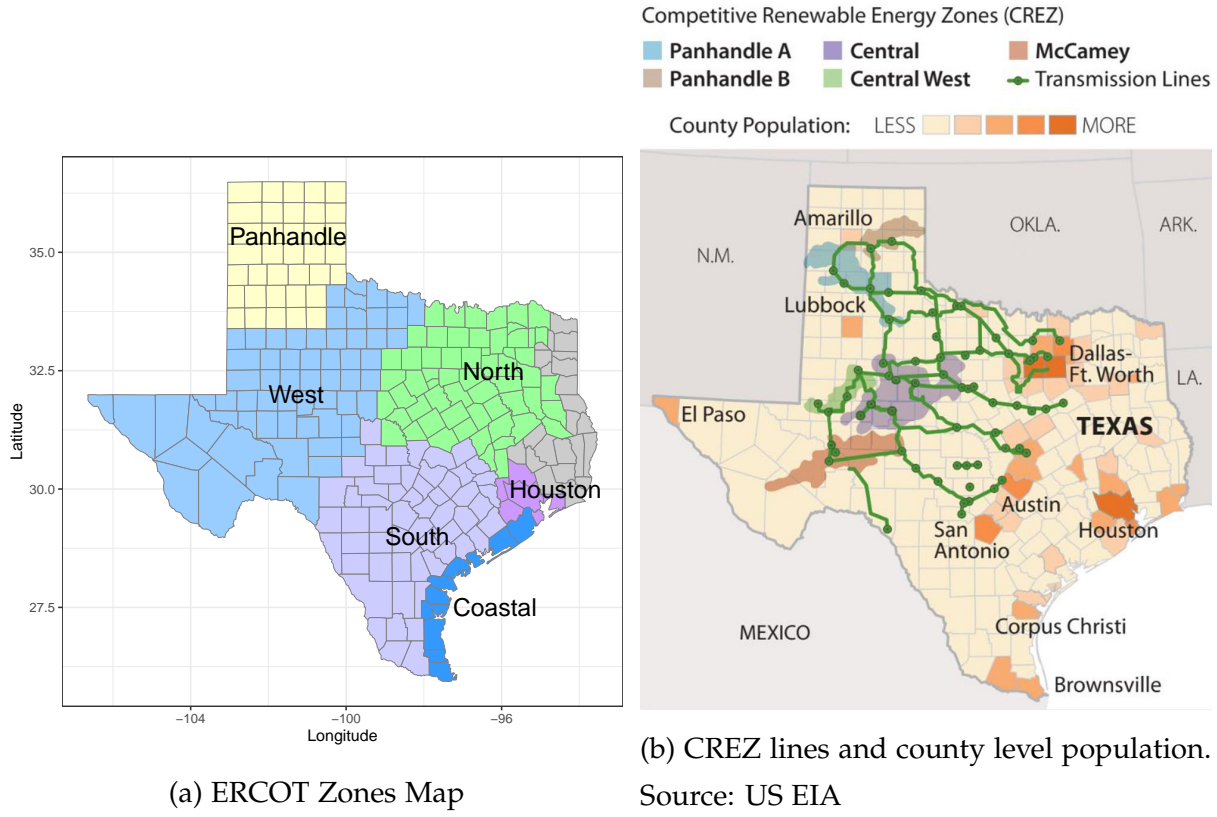 Panhandle
North
West
Houston
South
Coastal
35.0
32.5
30.0
27.5
Latitude
−104
−100
−96
Longitude
(a) ERCOT Zones Map
Competitive Renewable Energy Zones (CREZ)
Panhandle A
Central
McCamey
Panhandle B
Central West
Transmission Lines
County Population: LESS MORE
Amarillo
OKLA.
ARK.
N.M.
Lubbock
Dallas-
Ft. Worth
LA.
El Paso
TEXAS
Austin
San
Antonio
Houston
Corpus Christi
MEXICO
Brownsville
(b) CREZ lines and county level population.
Source: US EIA